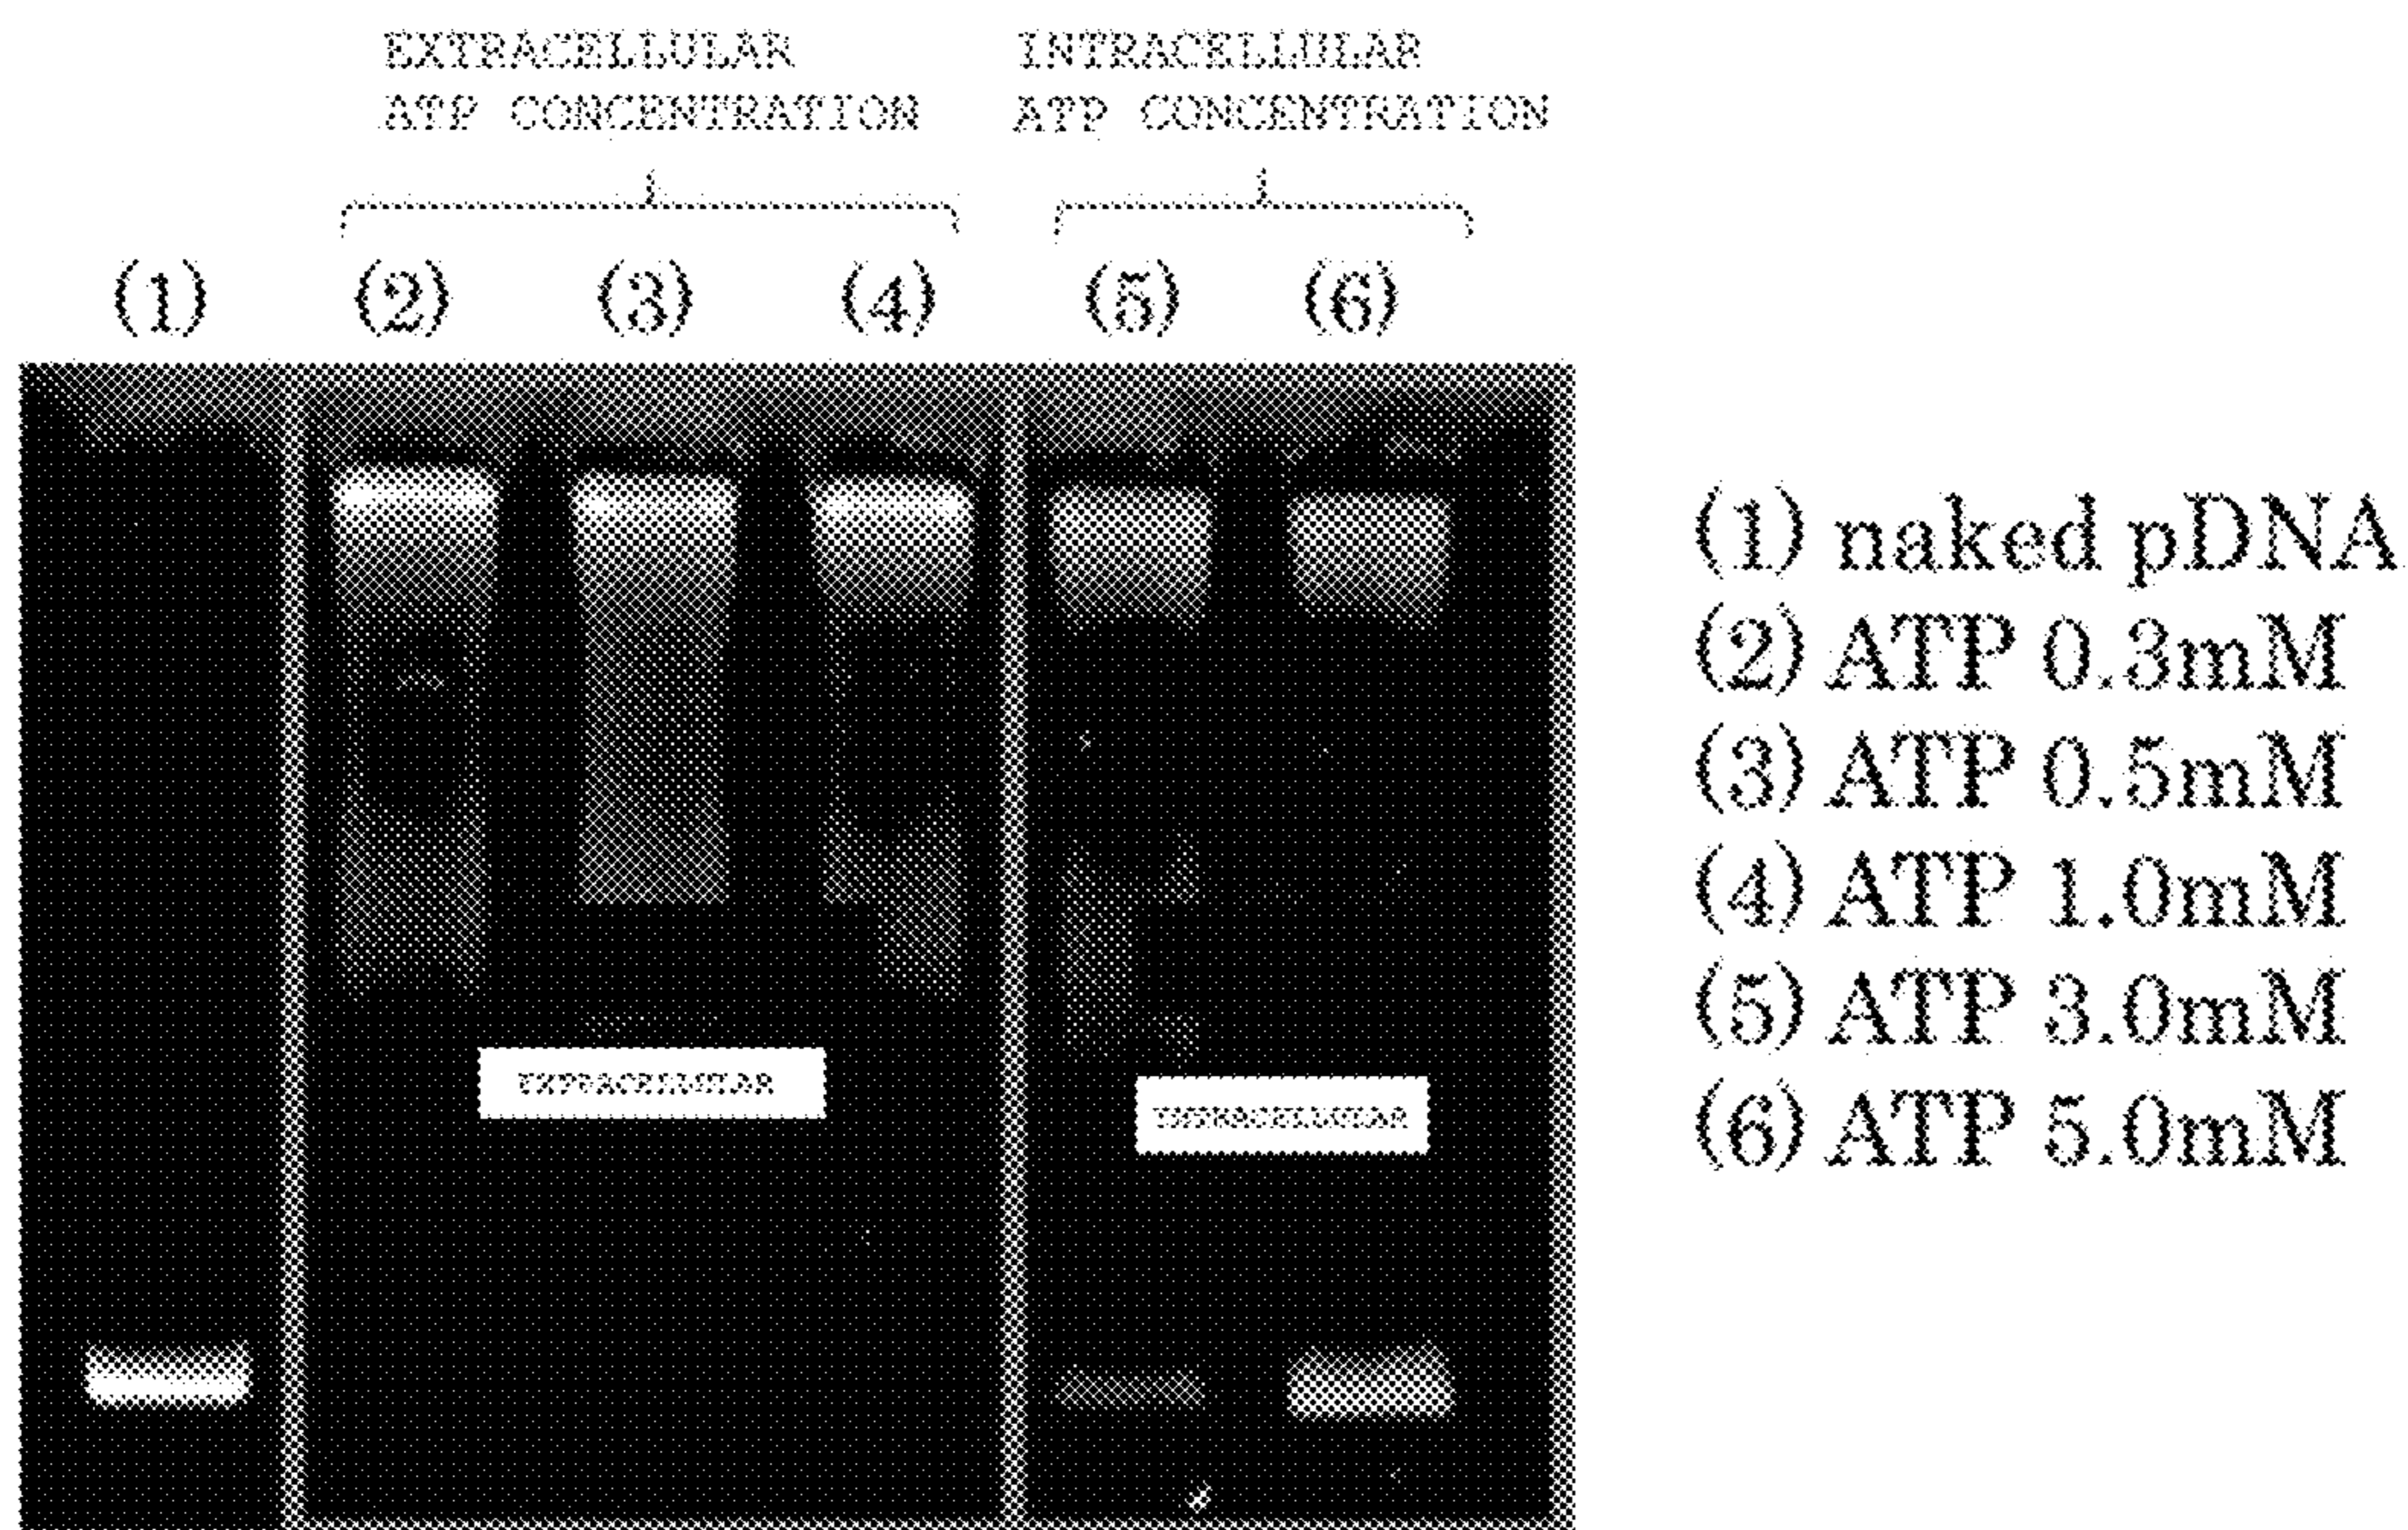 EXTRACELLULAR
ATP CONCENTRATION
INTRACELLULAR
ATP CONCENTRATION
(1)
(2)
(3)
(4)
(5)
(6)
EXTRACELLULAR
INTRACELLULAR
(1) naked pDNA
(2) ATP 0.3mM
(3) ATP 0.5mM
(4) ATP 1.0mM
(5) ATP 3.0mM
(6) ATP 5.0mM